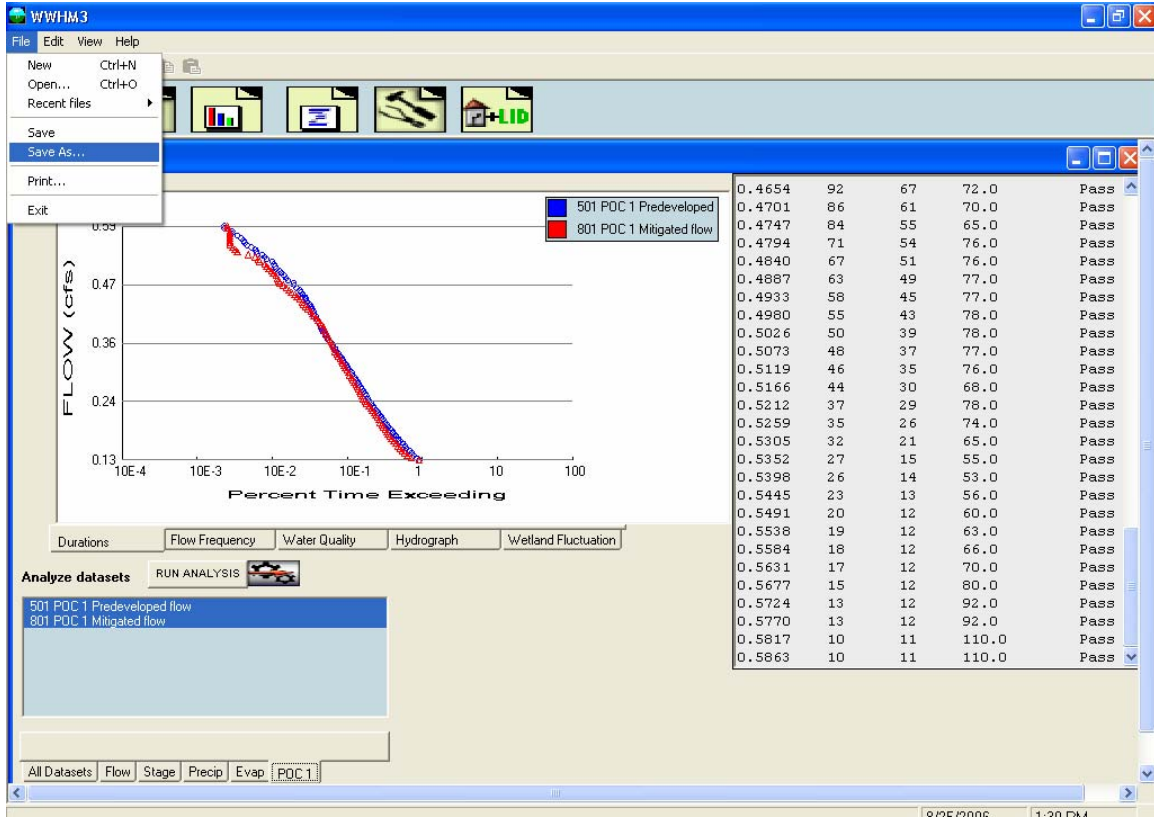 WWHM3
File Edit View Help
New Ctrl+N
Open... Ctrl+O
Recent files
Save
Save As...
Print...
Exit
+LID
501 POC 1 Predeveloped
801 POC 1 Mitigated flow
FLOW (cfs)
0.59
0.47
0.36
0.24
0.13
10E-4 10E-3 10E-2 10E-1 1 10 100
Percent Time Exceeding
0.4654 92 67 72.0 Pass
0.4701 86 61 70.0 Pass
0.4747 84 55 65.0 Pass
0.4794 71 54 76.0 Pass
0.4840 67 51 76.0 Pass
0.4887 63 49 77.0 Pass
0.4933 58 45 77.0 Pass
0.4980 55 43 78.0 Pass
0.5026 50 39 78.0 Pass
0.5073 48 37 77.0 Pass
0.5119 46 35 76.0 Pass
0.5166 44 30 68.0 Pass
0.5212 37 29 78.0 Pass
0.5259 35 26 74.0 Pass
0.5305 32 21 65.0 Pass
0.5352 27 15 55.0 Pass
0.5398 26 14 53.0 Pass
0.5445 23 13 56.0 Pass
0.5491 20 12 60.0 Pass
0.5538 19 12 63.0 Pass
0.5584 18 12 66.0 Pass
0.5631 17 12 70.0 Pass
0.5677 15 12 80.0 Pass
0.5724 13 12 92.0 Pass
0.5770 13 12 92.0 Pass
0.5817 10 11 110.0 Pass
0.5863 10 11 110.0 Pass
Durations Flow Frequency Water Quality Hydrograph Wetland Fluctuation
Analyze datasets RUN ANALYSIS
501 POC 1 Predeveloped flow
801 POC 1 Mitigated flow
All Datasets Flow Stage Precip Evap POC 1
8/25/2006 1:30 PM